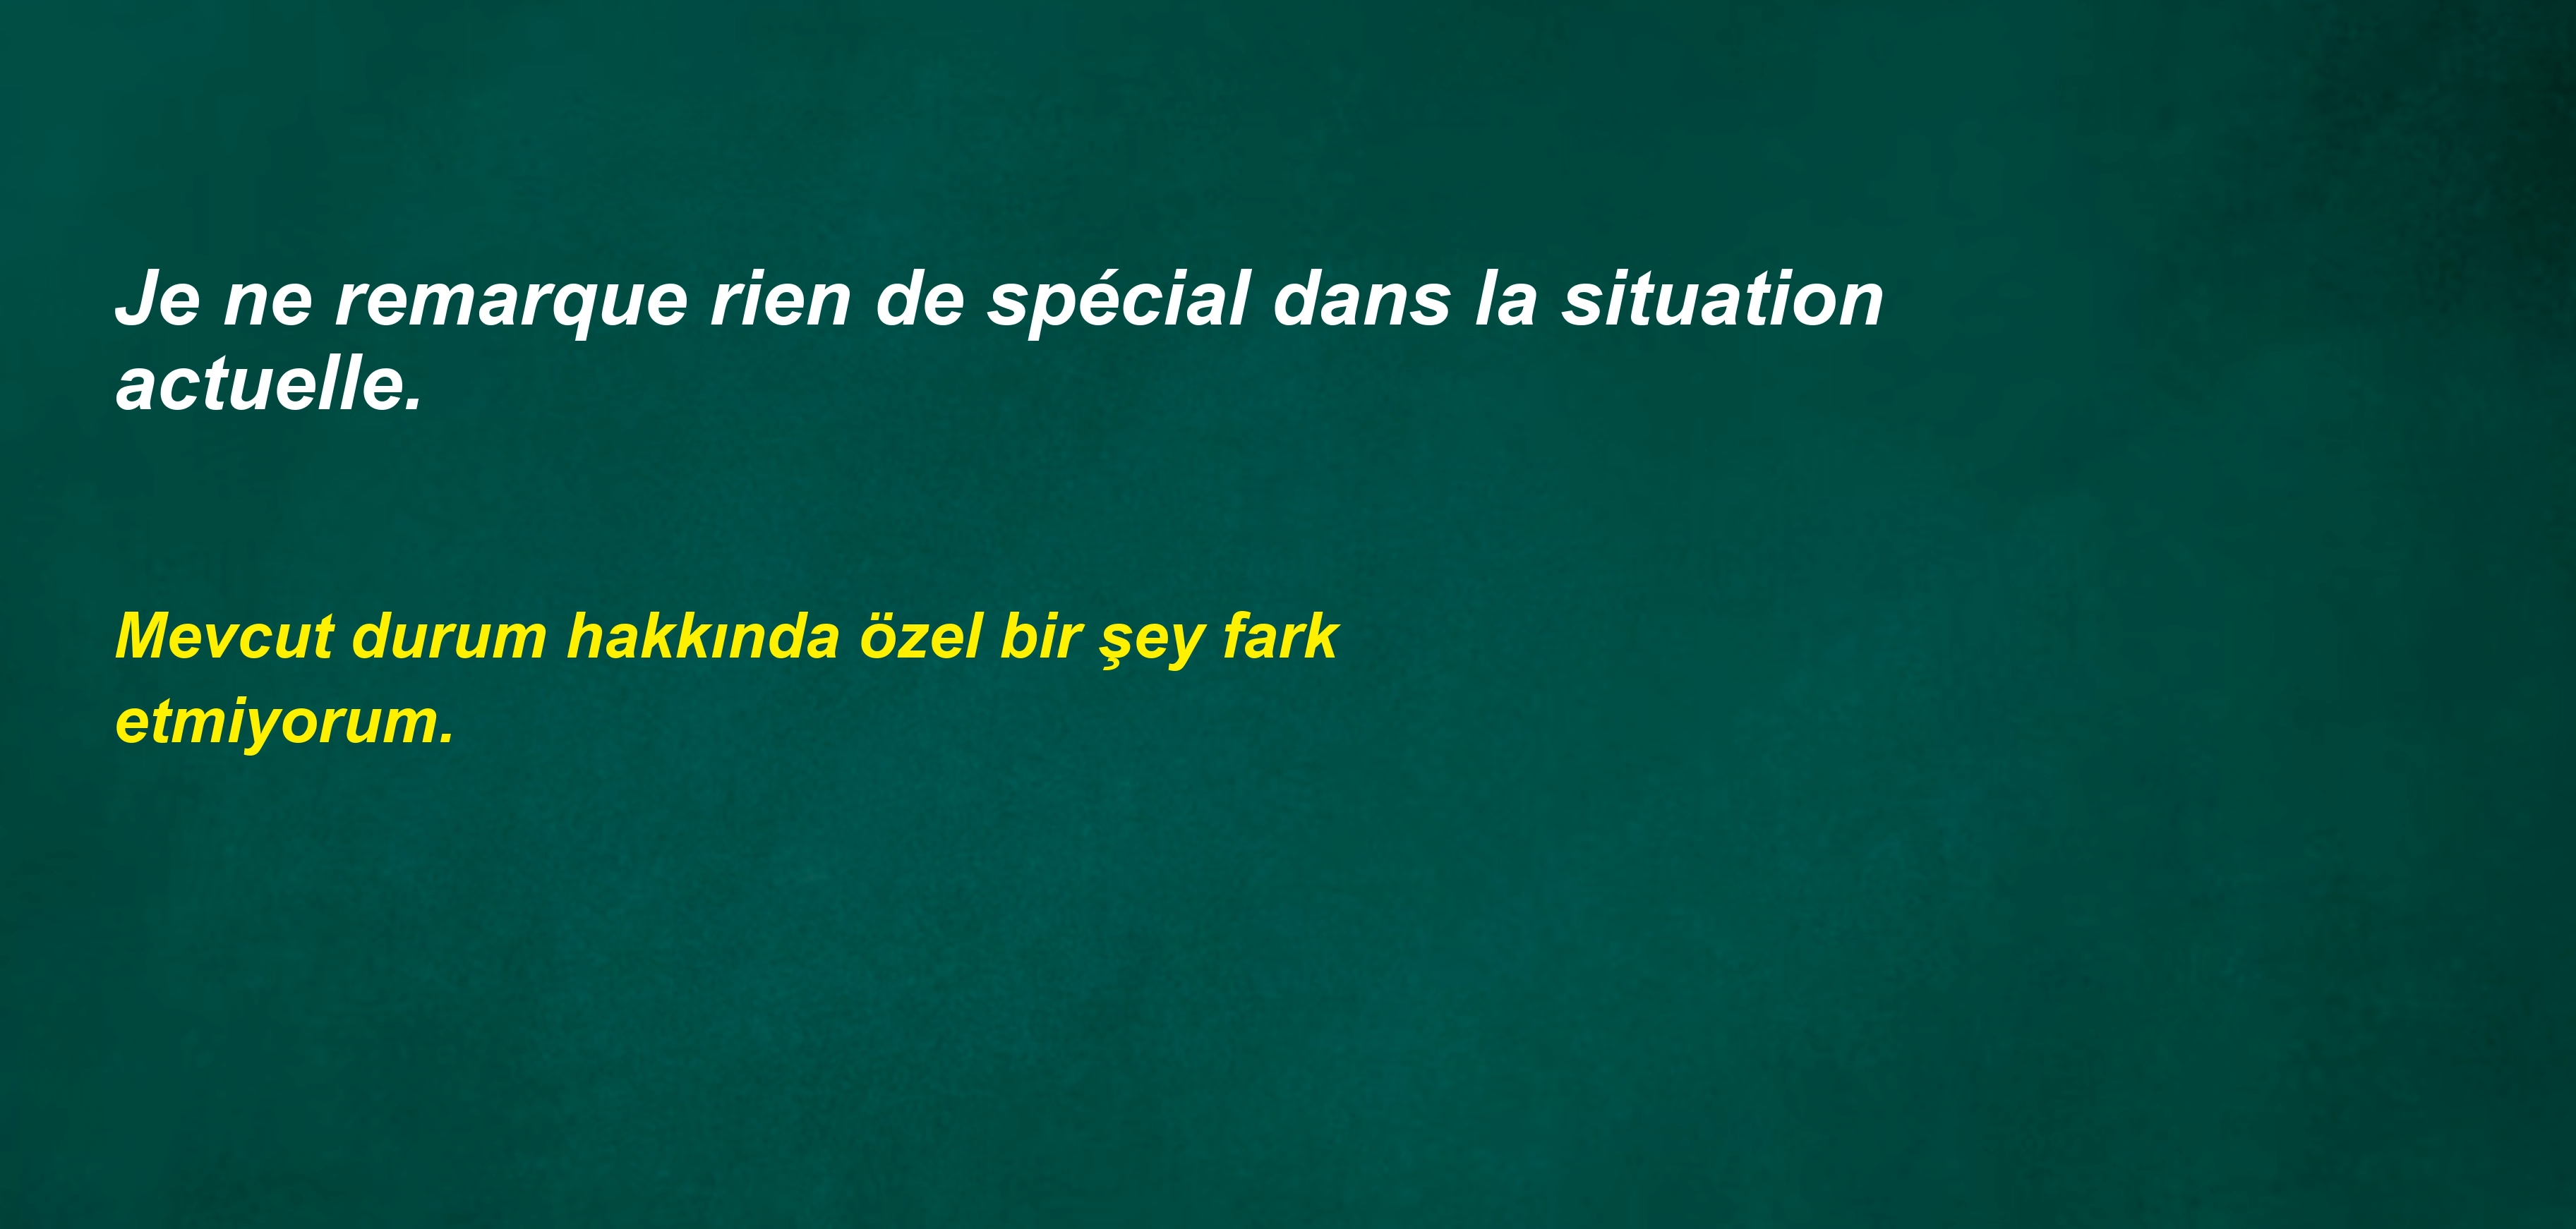 Je ne remarque rien de spécial dans la situation
actuelle.
Mevcut durum hakkında özel bir şey fark
etmiyorum.